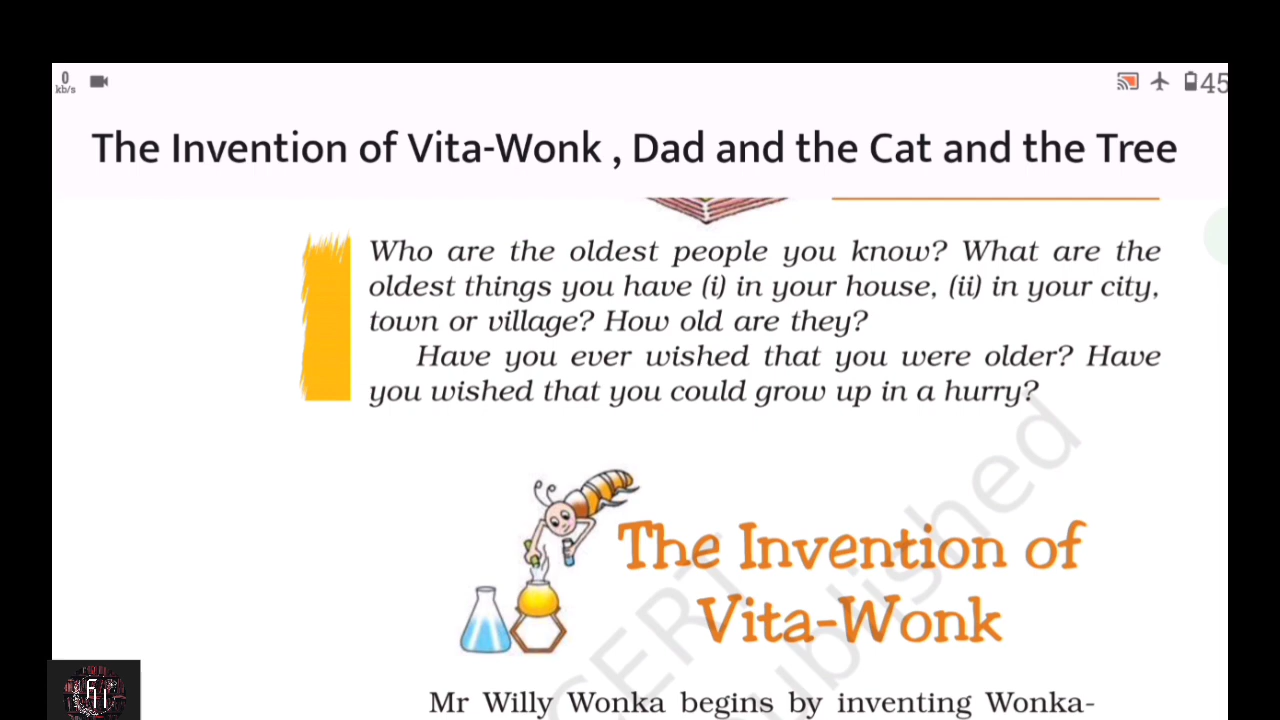 0
kb/s
45
The Invention of Vita-Wonk , Dad and the Cat and the Tree
Who are the oldest people you know? What are the
oldest things you have (i) in your house, (ii) in your city,
town or village? How old are they?
Have you ever wished that you were older? Have
you wished that you could grow up in a hurry?
The Invention of
Vita-Wonk
Mr Willy Wonka begins by inventing Wonka-